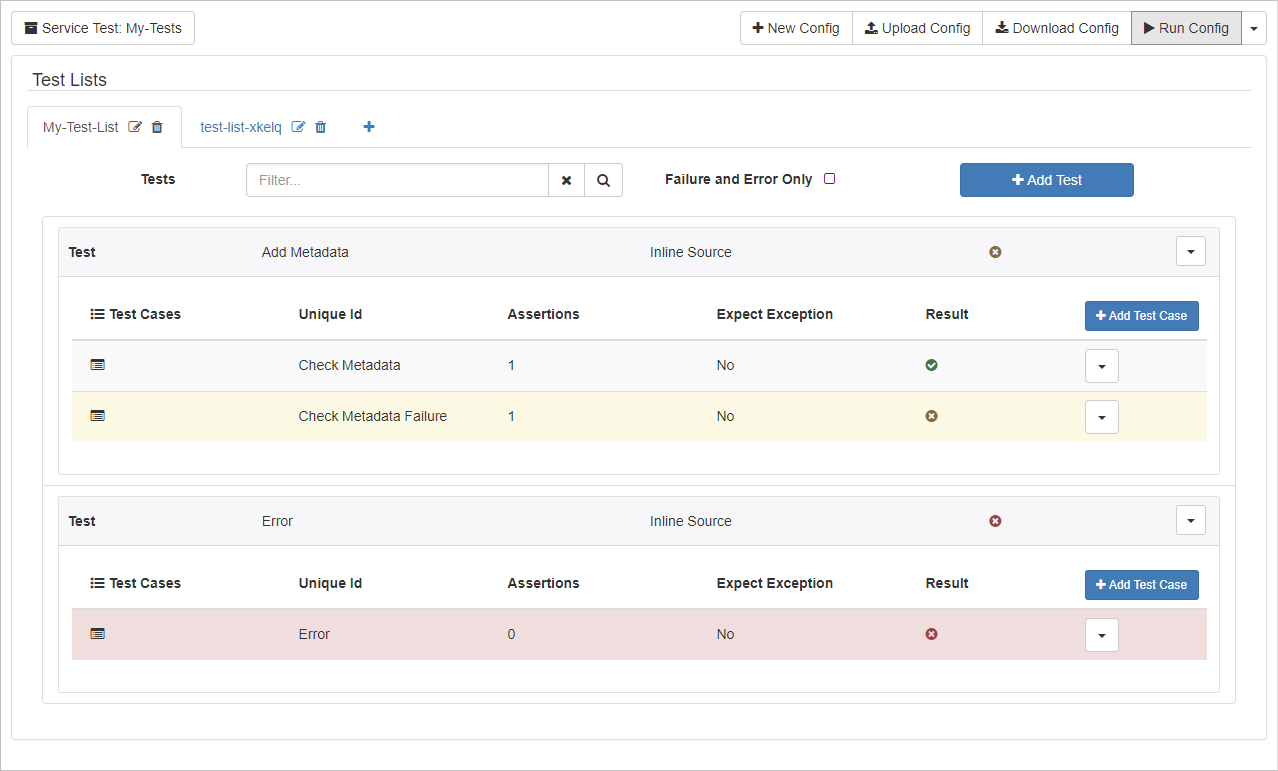 Service Test: My-Tests New Config Upload Config Download Config Run Config
Test Lists
My-Test-List test-list-xkelq
Tests Filter... Failure and Error Only Add Test
Test Add Metadata Inline Source
Test Cases Unique Id Assertions Expect Exception Result Add Test Case
Check Metadata 1 No
Check Metadata Failure 1 No
Test Error Inline Source
Test Cases Unique Id Assertions Expect Exception Result Add Test Case
Error 0 No